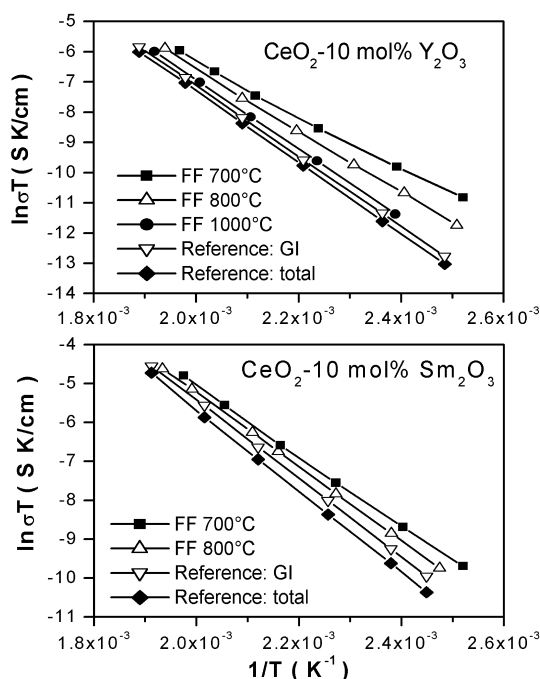 CeO₂-10 mol% Y₂O₃
-5
-6
-7
-8
-9
-10
-11
-12
-13
-14
lnσT ( S K/cm)
FF 700°C
FF 800°C
FF 1000°C
Reference: GI
Reference: total
1.8x10⁻³ 2.0x10⁻³ 2.2x10⁻³ 2.4x10⁻³ 2.6x10⁻³
CeO₂-10 mol% Sm₂O₃
-4
-5
-6
-7
-8
-9
-10
-11
lnσT ( S K/cm)
FF 700°C
FF 800°C
Reference: GI
Reference: total
1.8x10⁻³ 2.0x10⁻³ 2.2x10⁻³ 2.4x10⁻³ 2.6x10⁻³
1/T ( K⁻¹)